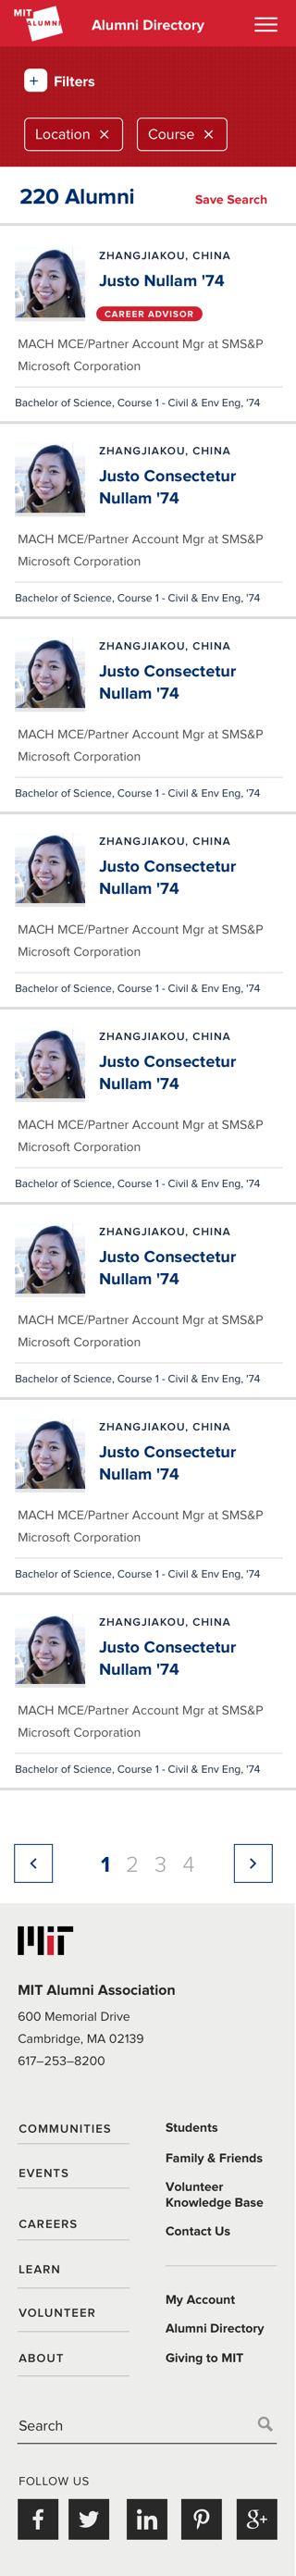 MIT
ALUMNI
Alumni Directory
+ Filters
Location ×
Course ×
220 Alumni
Save Search
ZHANGJIAKOU, CHINA
Justo Nullam '74
CAREER ADVISOR
MACH MCE/Partner Account Mgr at SMS&P
Microsoft Corporation
Bachelor of Science, Course 1 - Civil & Env Eng, '74
ZHANGJIAKOU, CHINA
Justo Consectetur
Nullam '74
MACH MCE/Partner Account Mgr at SMS&P
Microsoft Corporation
Bachelor of Science, Course 1 - Civil & Env Eng, '74
ZHANGJIAKOU, CHINA
Justo Consectetur
Nullam '74
MACH MCE/Partner Account Mgr at SMS&P
Microsoft Corporation
Bachelor of Science, Course 1 - Civil & Env Eng, '74
ZHANGJIAKOU, CHINA
Justo Consectetur
Nullam '74
MACH MCE/Partner Account Mgr at SMS&P
Microsoft Corporation
Bachelor of Science, Course 1 - Civil & Env Eng, '74
ZHANGJIAKOU, CHINA
Justo Consectetur
Nullam '74
MACH MCE/Partner Account Mgr at SMS&P
Microsoft Corporation
Bachelor of Science, Course 1 - Civil & Env Eng, '74
ZHANGJIAKOU, CHINA
Justo Consectetur
Nullam '74
MACH MCE/Partner Account Mgr at SMS&P
Microsoft Corporation
Bachelor of Science, Course 1 - Civil & Env Eng, '74
ZHANGJIAKOU, CHINA
Justo Consectetur
Nullam '74
MACH MCE/Partner Account Mgr at SMS&P
Microsoft Corporation
Bachelor of Science, Course 1 - Civil & Env Eng, '74
ZHANGJIAKOU, CHINA
Justo Consectetur
Nullam '74
MACH MCE/Partner Account Mgr at SMS&P
Microsoft Corporation
Bachelor of Science, Course 1 - Civil & Env Eng, '74
1 2 3 4
MIT
MIT Alumni Association
600 Memorial Drive
Cambridge, MA 02139
617–253–8200
COMMUNITIES
EVENTS
CAREERS
LEARN
VOLUNTEER
ABOUT
Students
Family & Friends
Volunteer
Knowledge Base
Contact Us
My Account
Alumni Directory
Giving to MIT
Search
FOLLOW US
f
in
g+